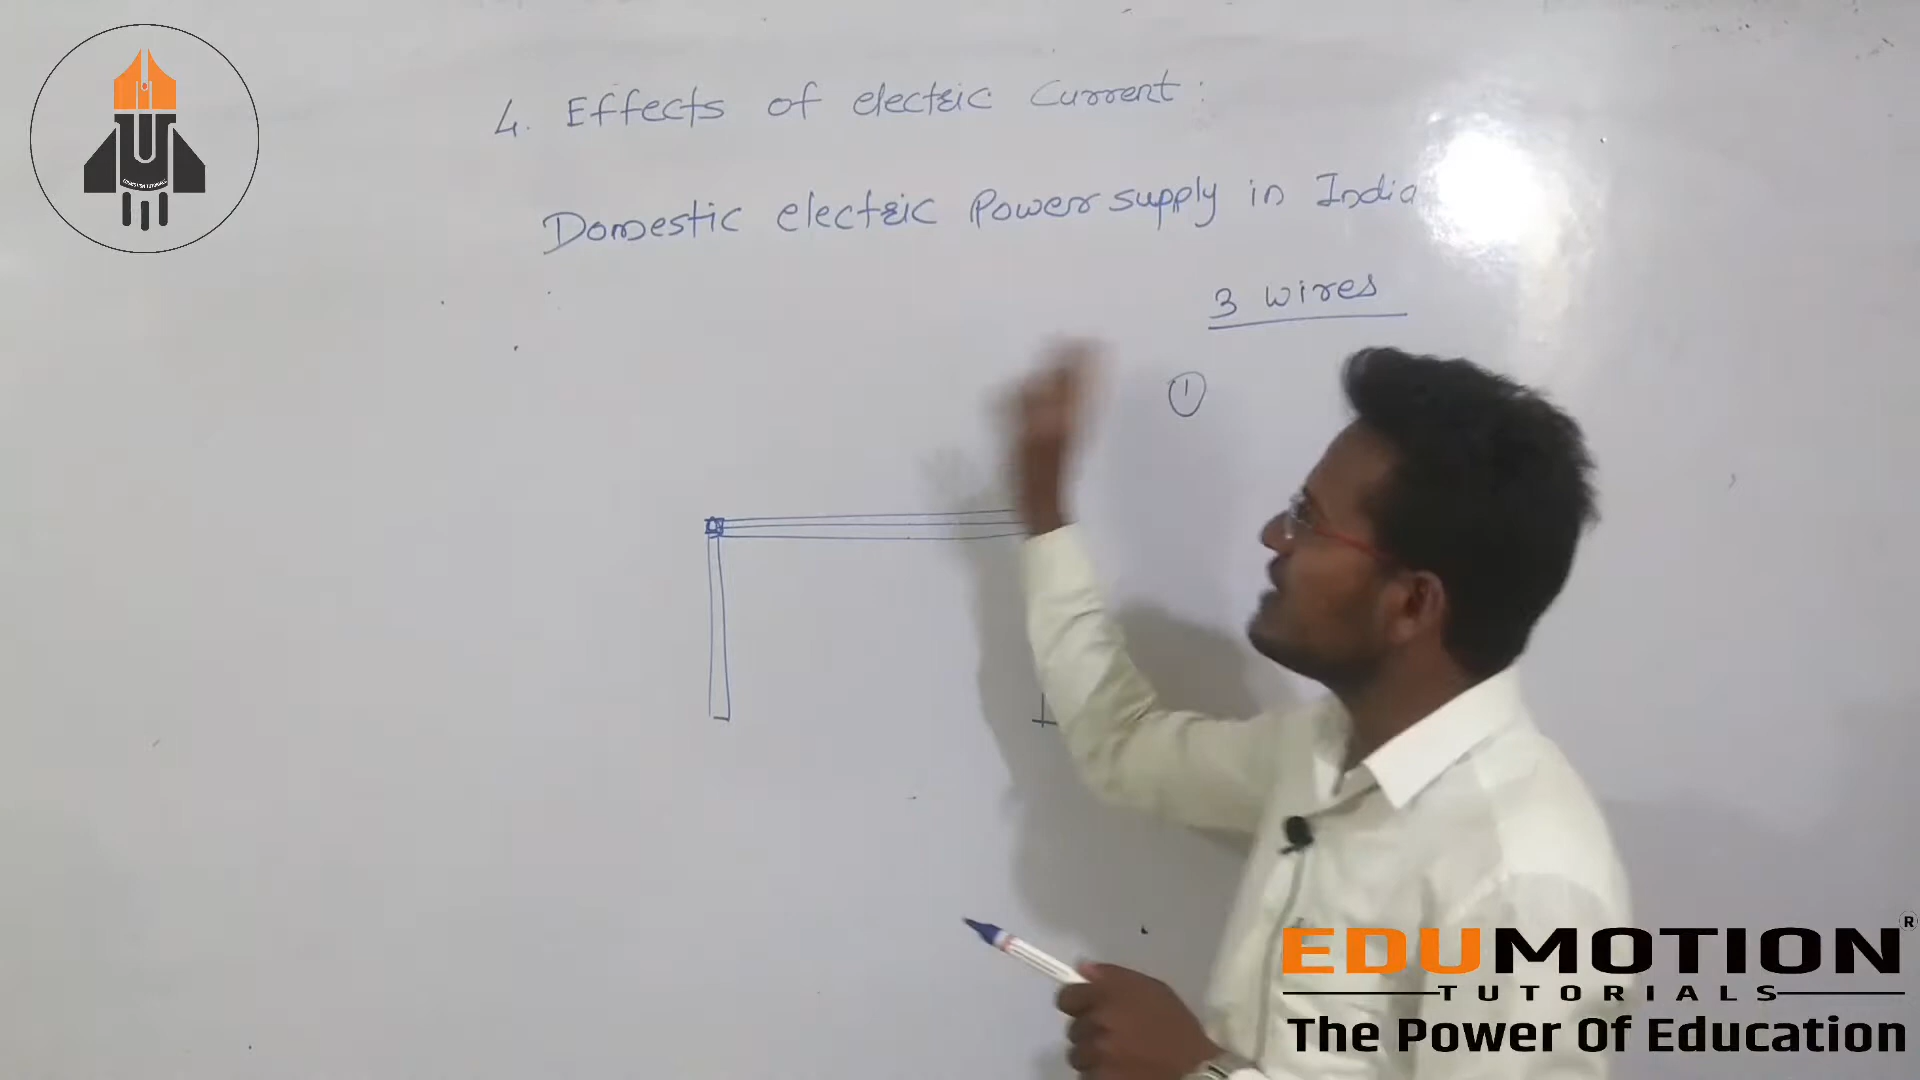 4. Effects of electric Current :
Domestic electric Power supply in India
3 wires
①
EDUMOTION®
TUTORIALS
The Power Of Education